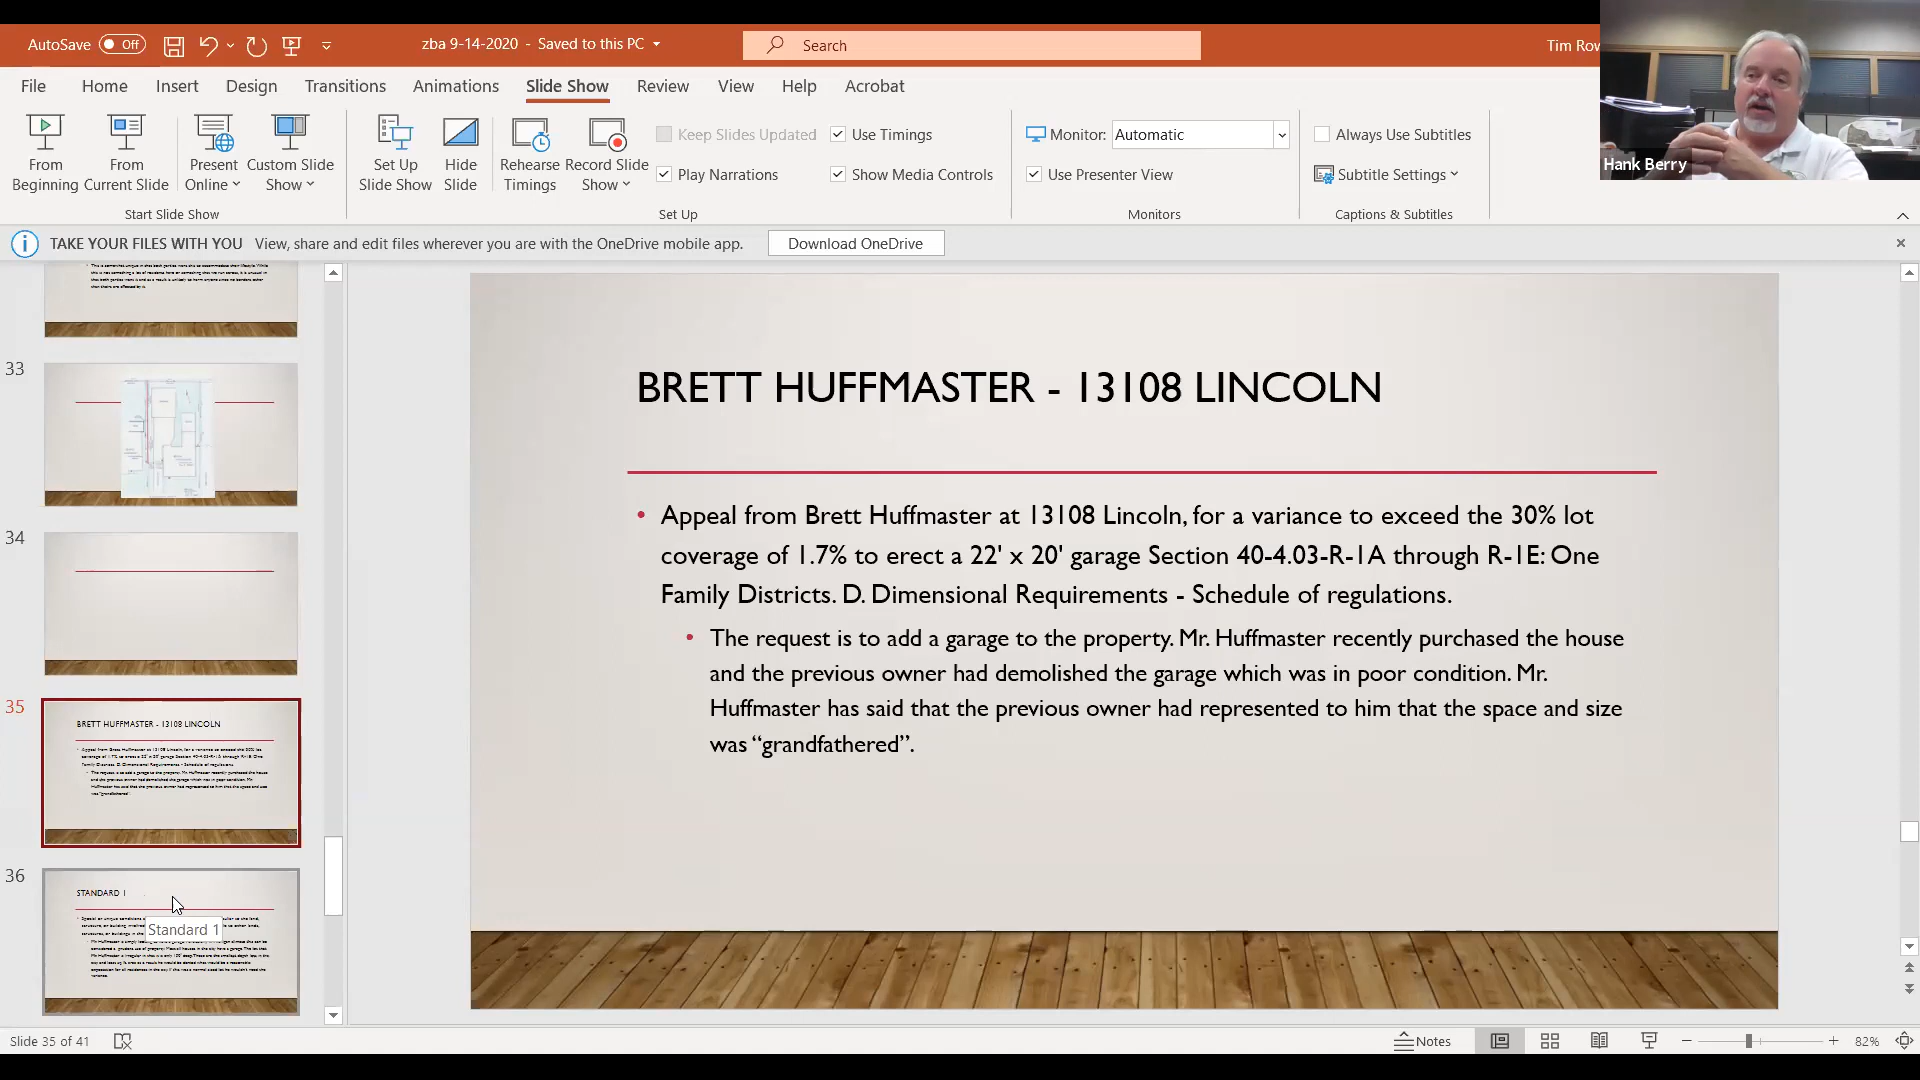 AutoSave Off
zba 9-14-2020 - Saved to this PC
Search
Tim Row
File Home Insert Design Transitions Animations Slide Show Review View Help Acrobat
From Beginning
From Current Slide
Present Online
Custom Slide Show
Set Up Slide Show
Hide Slide
Rehearse Timings
Record Slide Show
Keep Slides Updated
Use Timings
Play Narrations
Show Media Controls
Monitor: Automatic
Use Presenter View
Always Use Subtitles
Subtitle Settings
Start Slide Show
Set Up
Monitors
Captions & Subtitles
Hank Berry
TAKE YOUR FILES WITH YOU View, share and edit files wherever you are with the OneDrive mobile app. Download OneDrive
33
34
35
BRETT HUFFMASTER - 13108 LINCOLN
36
STANDARD 1
Standard 1
BRETT HUFFMASTER - 13108 LINCOLN
• Appeal from Brett Huffmaster at 13108 Lincoln, for a variance to exceed the 30% lot
coverage of 1.7% to erect a 22' x 20' garage Section 40-4.03-R-1A through R-1E: One
Family Districts. D. Dimensional Requirements - Schedule of regulations.
• The request is to add a garage to the property. Mr. Huffmaster recently purchased the house
and the previous owner had demolished the garage which was in poor condition. Mr.
Huffmaster has said that the previous owner had represented to him that the space and size
was “grandfathered”.
Slide 35 of 41
Notes
82%